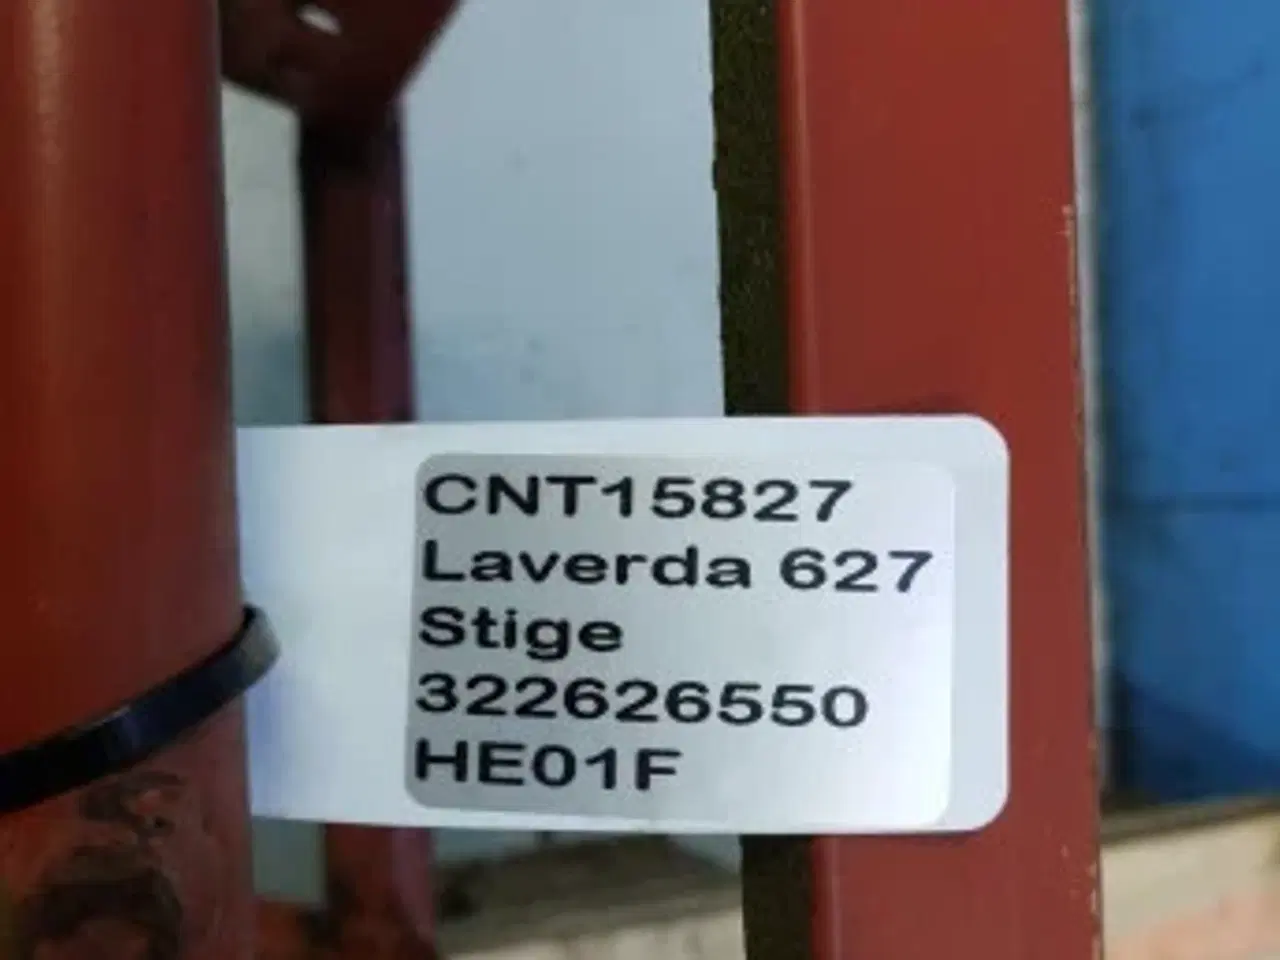 CNT15827
Laverda 627
Stige
322626550
HE01F